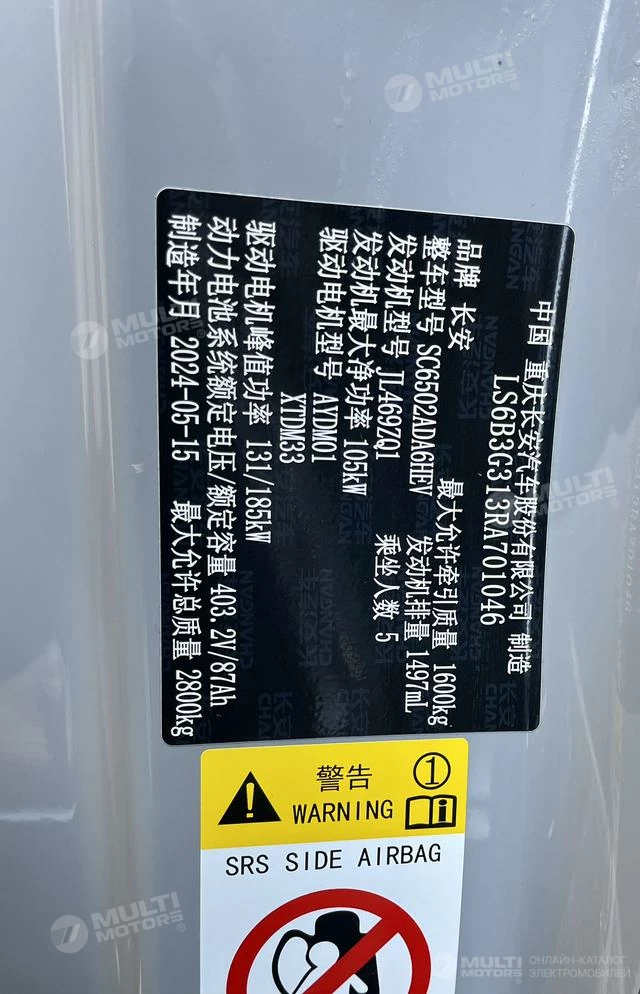 中国 重庆长安汽车股份有限公司 制造
LS6B3G313RA701046
品牌 长安
整车型号 SC6502ADA6HEV 最大允许牵引质量 1600kg
发动机型号 JL469ZQ1 发动机排量 1497mL
发动机最大净功率 105kW 乘坐人数 5
驱动电机型号 AYDM01
XTDM33
驱动电机峰值功率 131/185kW
动力电池系统额定电压/额定容量 403.2V/87Ah
制造年月 2024-05-15 最大允许总质量 2800kg
警告 1
WARNING
SRS SIDE AIRBAG
MULTI MOTORS®
MULTI MOTORS®
MULTI MOTORS®
MULTI MOTORS®
MULTI MOTORS® ОНЛАЙН-КАТАЛОГ ЭЛЕКТРОМОБИЛЕЙ